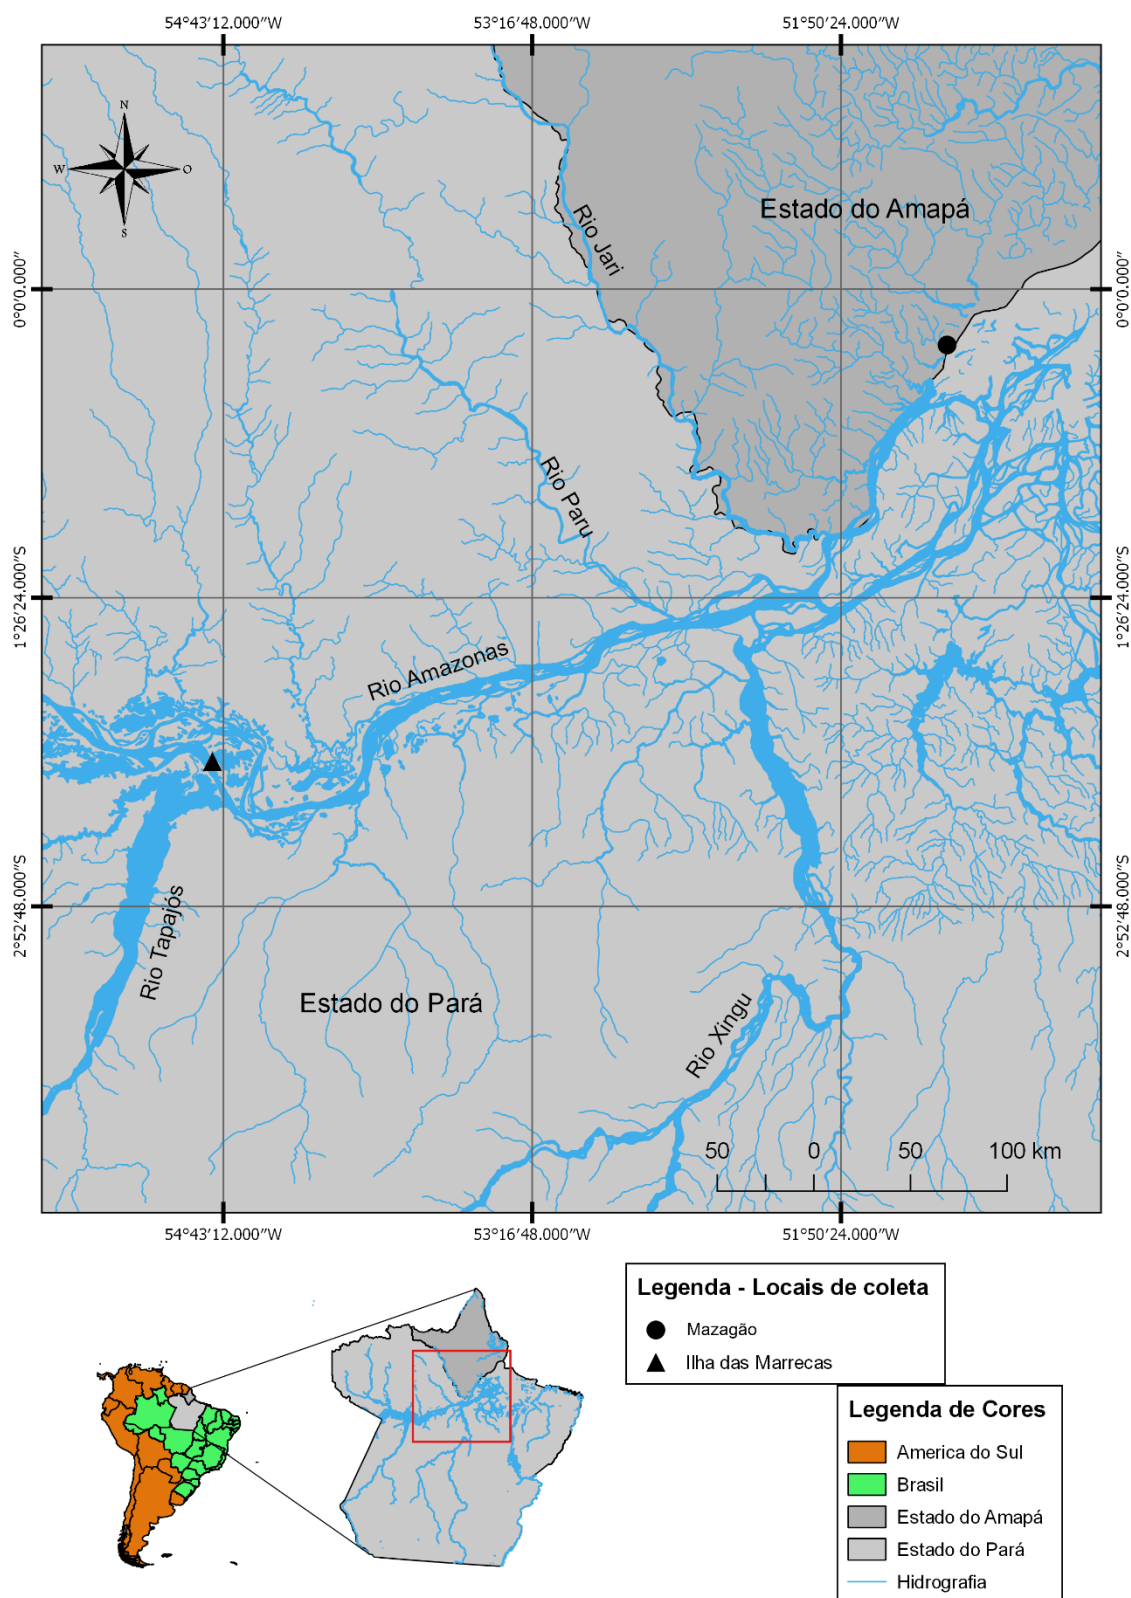 54°43′12.000″W 53°16′48.000″W 51°50′24.000″W
N
W O
S
Estado do Amapá
Rio Jari
0°0′0.000″ 0°0′0.000″
Rio Paru
1°26′24.000″S 1°26′24.000″S
Rio Amazonas
2°52′48.000″S 2°52′48.000″S
Rio Tapajós
Estado do Pará
Rio Xingu
50 0 50 100 km
54°43′12.000″W 53°16′48.000″W 51°50′24.000″W
Legenda - Locais de coleta
Mazagão
Ilha das Marrecas
Legenda de Cores
America do Sul
Brasil
Estado do Amapá
Estado do Pará
Hidrografia